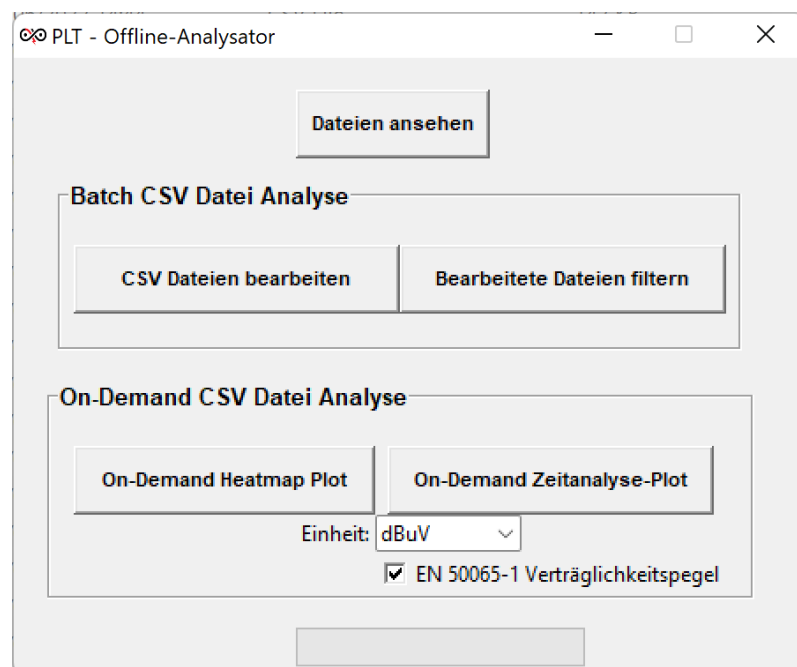 PLT - Offline-Analysator
Dateien ansehen
Batch CSV Datei Analyse
CSV Dateien bearbeiten
Bearbeitete Dateien filtern
On-Demand CSV Datei Analyse
On-Demand Heatmap Plot
On-Demand Zeitanalyse-Plot
Einheit: dBuV
EN 50065-1 Verträglichkeitspegel